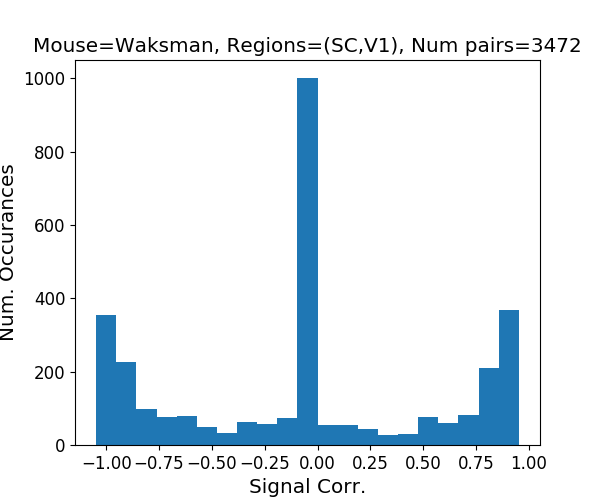 Mouse=Waksman, Regions=(SC,V1), Num pairs=3472
1000
800
600
400
200
0
Num. Occurances
−1.00 −0.75 −0.50 −0.25 0.00 0.25 0.50 0.75 1.00
Signal Corr.